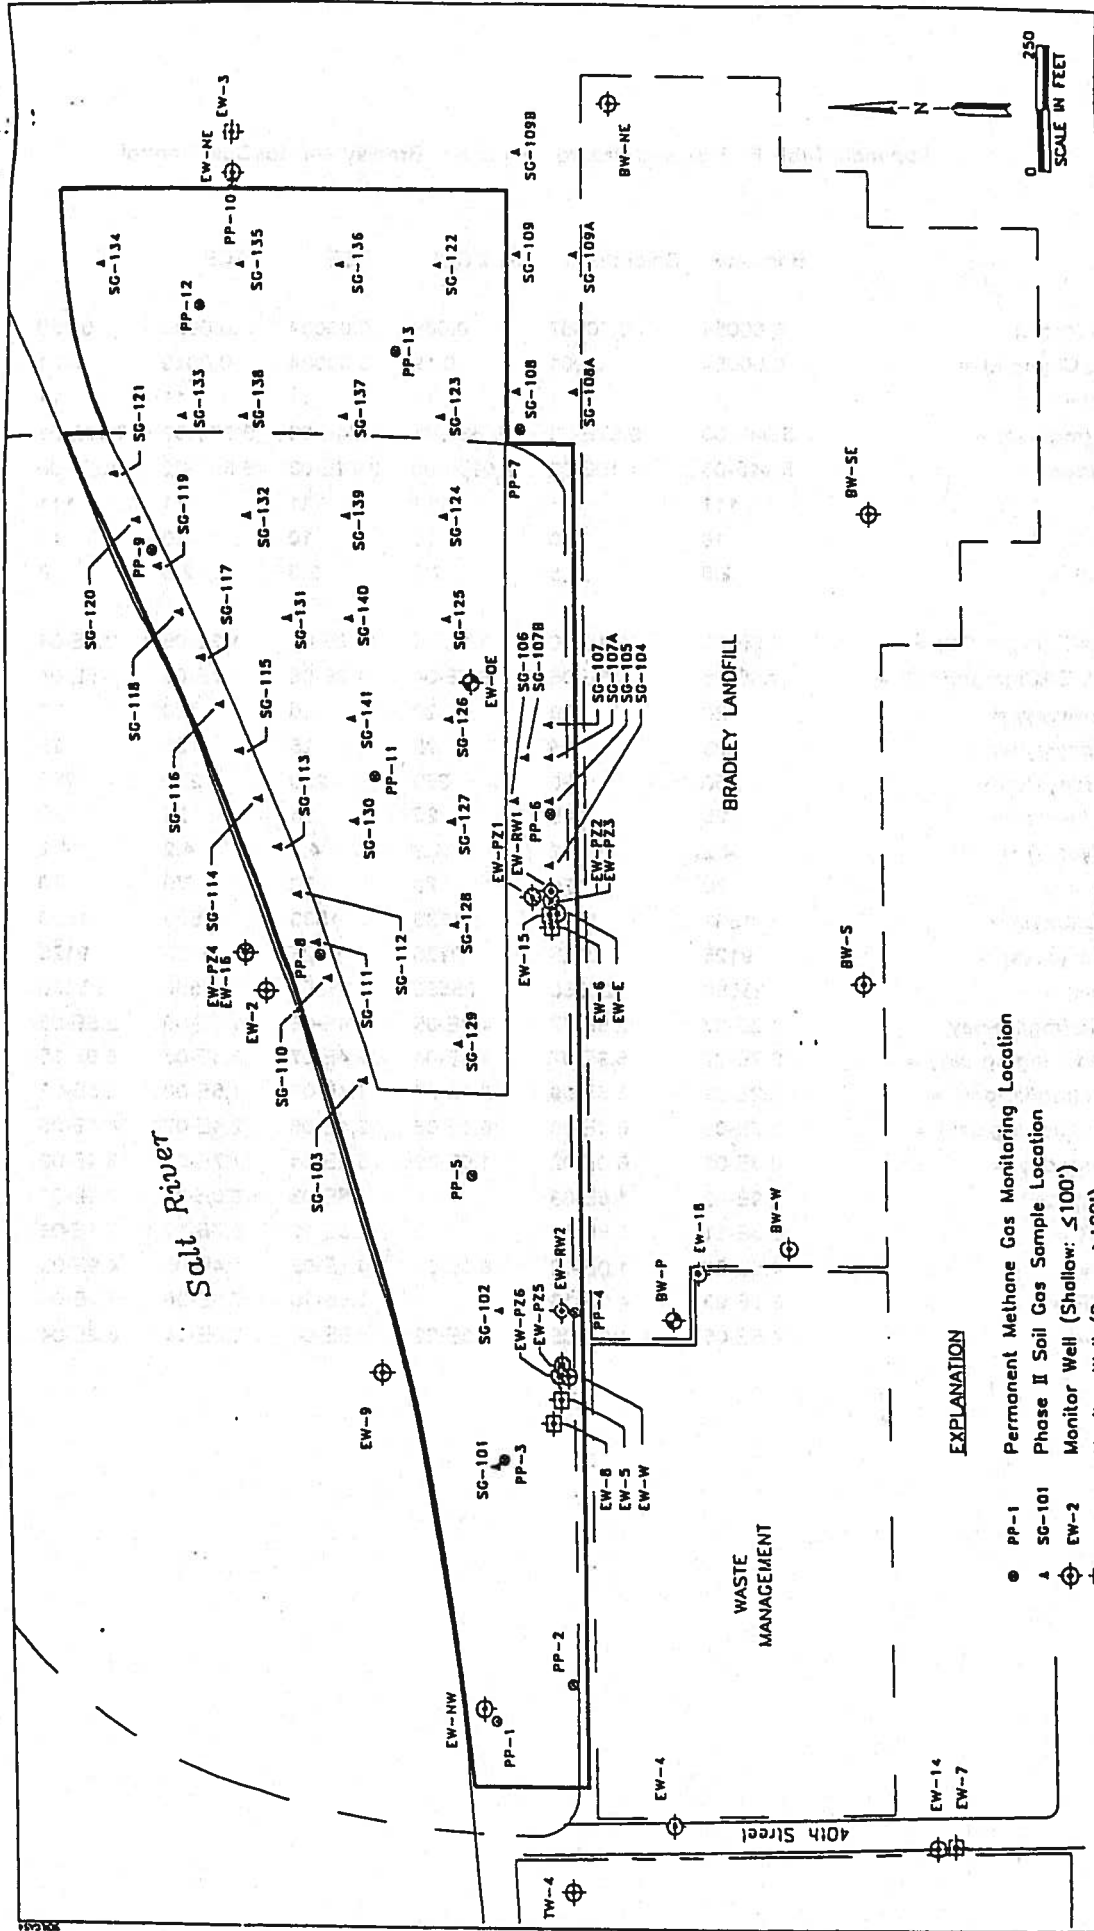 Salt River
SG-134
EW-NE
EW-3
PP-10
SG-135
PP-12
SG-136
SG-122
PP-13
SG-109B
SG-109
SG-109A
BW-NE
SG-121
SG-133
SG-138
SG-137
SG-123
SG-108
SG-108A
PP-7
SG-120
PP-9
SG-119
SG-132
SG-139
SG-124
SG-118
SG-117
SG-131
SG-140
SG-125
SG-116
SG-115
SG-141
SG-126
EW-OE
PP-11
SG-106
SG-107B
SG-107
SG-107A
SG-105
SG-104
SG-114
SG-113
SG-130
SG-127
EW-PZ1
EW-RW1
PP-6
EW-PZ2
EW-PZ3
SG-112
SG-128
EW-15
EW-6
EW-E
EW-PZ4
EW-16
EW-2
PP-8
SG-111
SG-110
SG-129
SG-103
PP-5
EW-9
SG-102
EW-RW2
EW-PZ6
EW-PZ5
PP-4
SG-101
PP-3
EW-8
EW-5
EW-W
EW-NW
PP-1
PP-2
BW-P
EW-18
BW-W
BW-S
BW-SE
BRADLEY LANDFILL
WASTE
MANAGEMENT
EW-4
EW-14
EW-7
TW-4
40th Street
N
0 250
SCALE IN FEET
EXPLANATION
PP-1 Permanent Methane Gas Monitoring Location
SG-101 Phase II Soil Gas Sample Location
EW-2 Monitor Well (Shallow: ≤100')